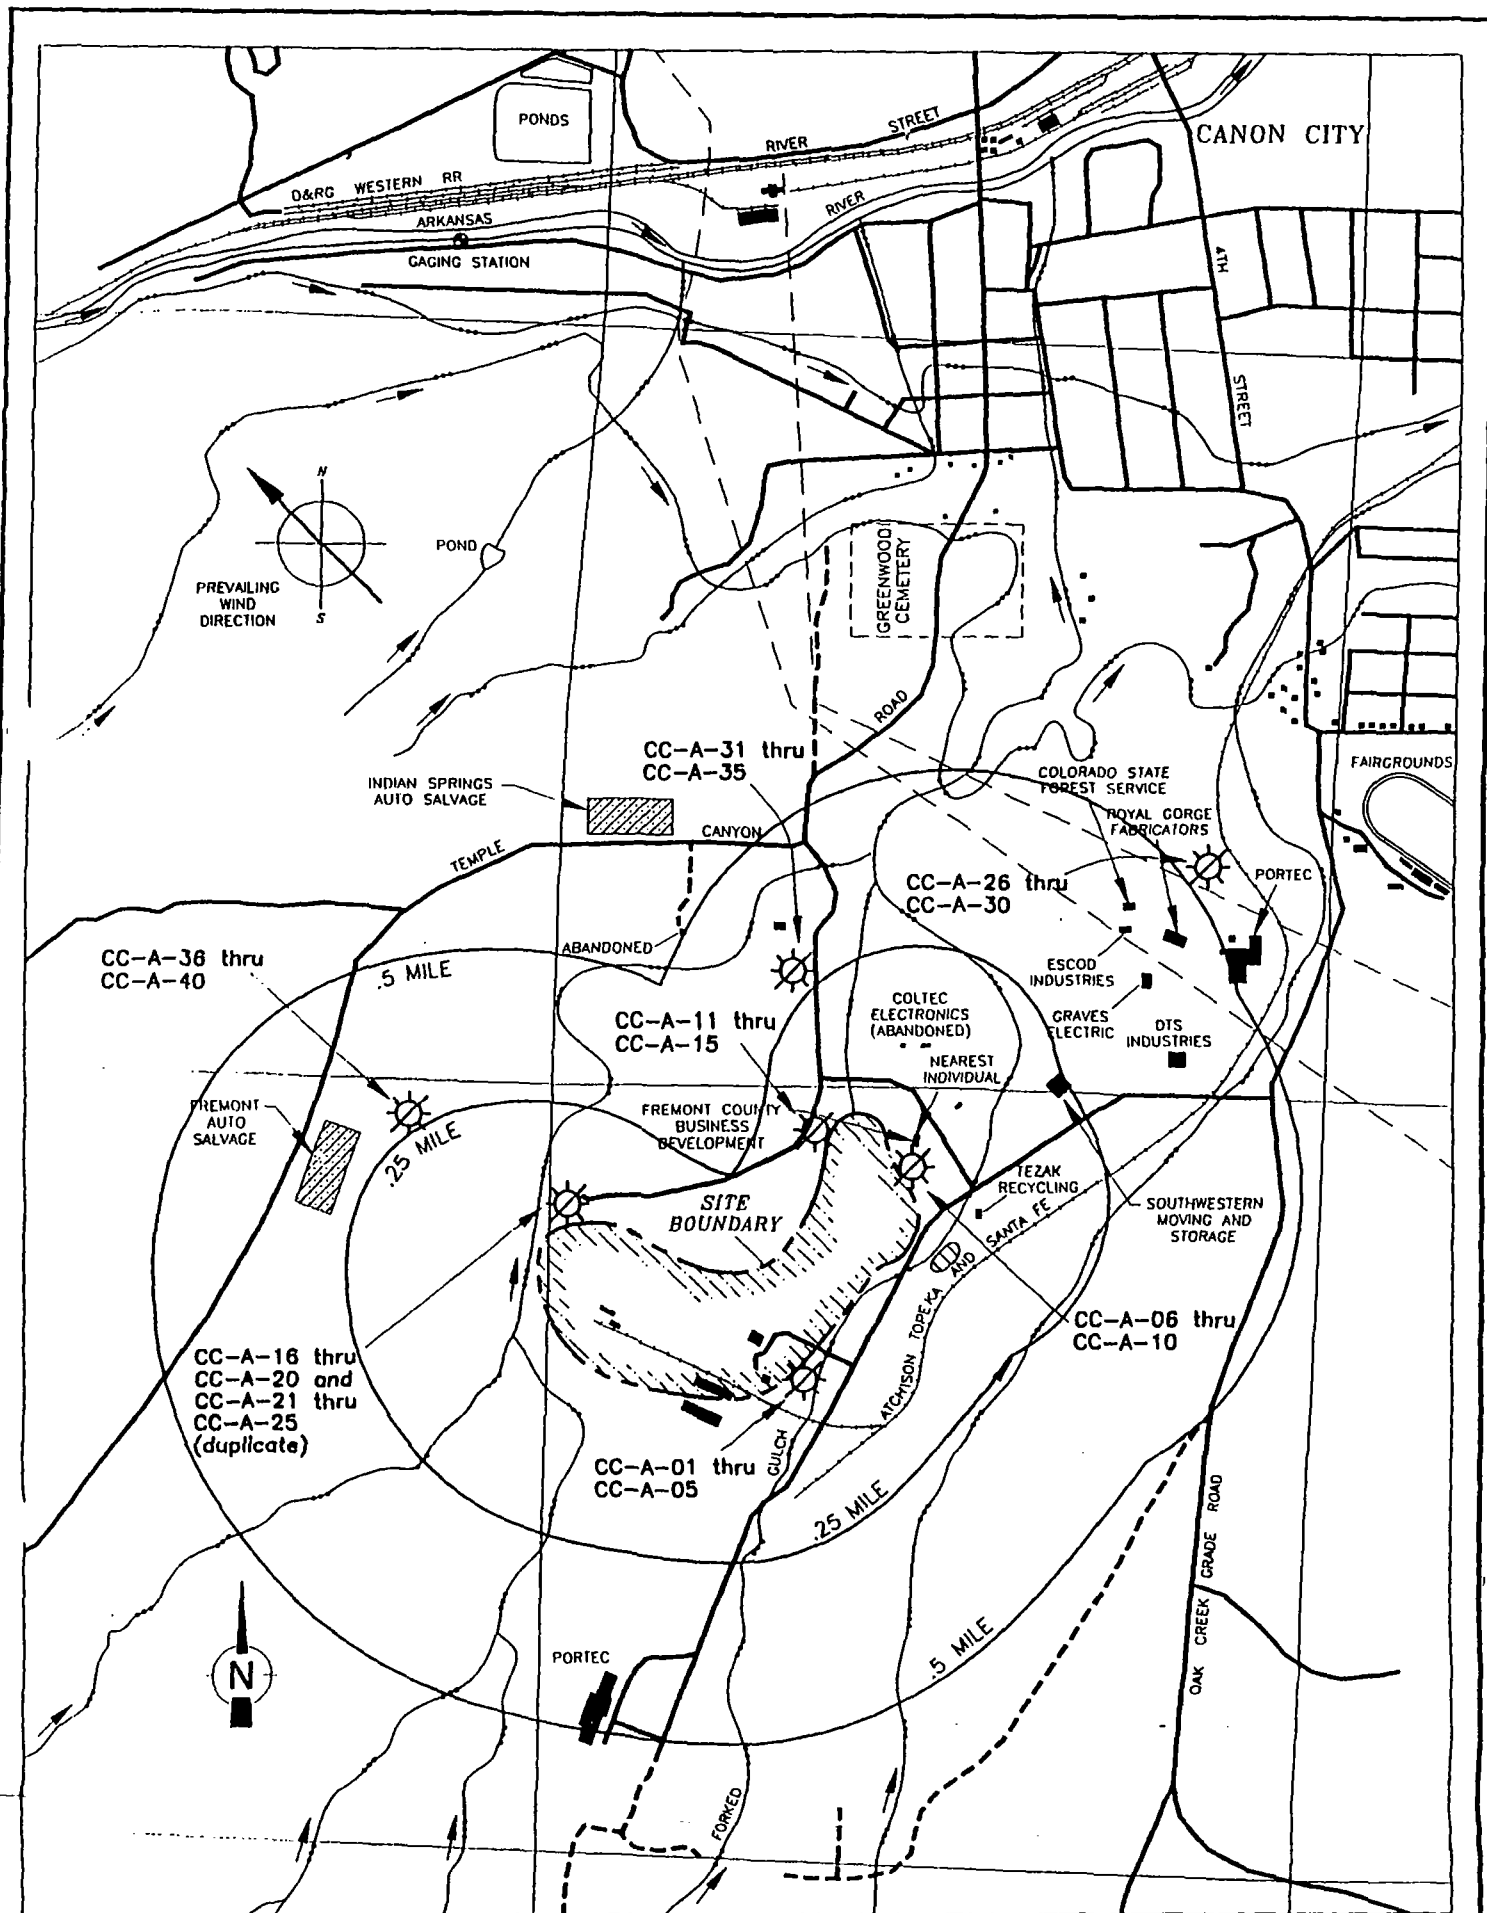 PONDS
RIVER STREET
CANON CITY
D&RG WESTERN RR
ARKANSAS RIVER
GAGING STATION
4TH STREET
N
S
PREVAILING
WIND
DIRECTION
POND
GREENWOOD
CEMETERY
ROAD
CC-A-31 thru
CC-A-35
INDIAN SPRINGS
AUTO SALVAGE
COLORADO STATE
FOREST SERVICE
FAIRGROUNDS
ROYAL GORGE
FABRICATORS
TEMPLE CANYON
PORTEC
CC-A-26 thru
CC-A-30
ABANDONED
CC-A-36 thru
CC-A-40
.5 MILE
ESCOD
INDUSTRIES
COLTEC
ELECTRONICS
(ABANDONED)
GRAVES
ELECTRIC
DTS
INDUSTRIES
CC-A-11 thru
CC-A-15
NEAREST
INDIVIDUAL
FREMONT
AUTO
SALVAGE
FREMONT COUNTY
BUSINESS
DEVELOPMENT
.25 MILE
TEZAK
RECYCLING
SITE
BOUNDARY
SOUTHWESTERN
MOVING AND
STORAGE
ATCHISON TOPEKA AND SANTA FE
CC-A-06 thru
CC-A-10
CC-A-16 thru
CC-A-20 and
CC-A-21 thru
CC-A-25
(duplicate)
CC-A-01 thru
CC-A-05
GULCH
.25 MILE
OAK CREEK GRADE ROAD
.5 MILE
PORTEC
N
FORKED